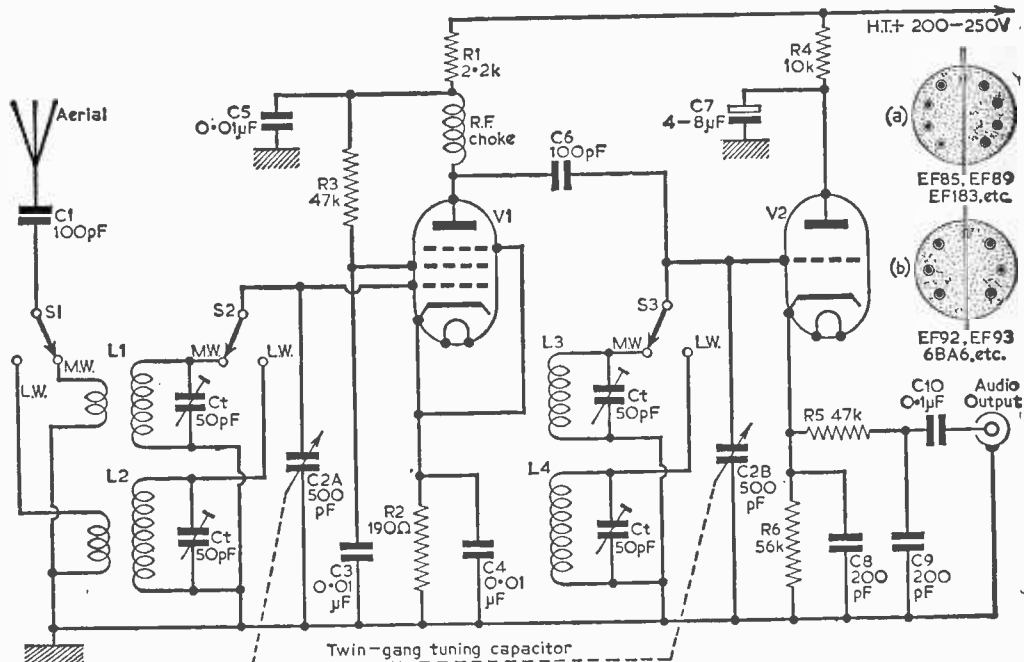 H.T.+ 200-250V
R1
2·2k
R4
10k
C5
0·01µF
R.F.
choke
C7
4-8µF
(a)
EF85, EF89
EF183, etc.
Aerial
C1
100pF
R3
47k
C6
100pF
V1
V2
(b)
EF92, EF93
6BA6, etc.
S1
S2
S3
M.W.
L.W.
L1
M.W.
L.W.
Ct
50pF
L3
M.W.
L.W.
Ct
50pF
C10
0·1µF
Audio
Output
R5 47k
L2
Ct
50pF
C2A
500
pF
R2
190Ω
C3
0·01
µF
C4
0·01
µF
L4
Ct
50pF
C2B
500
pF
R6
56k
C8
200
pF
C9
200
pF
Twin-gang tuning capacitor